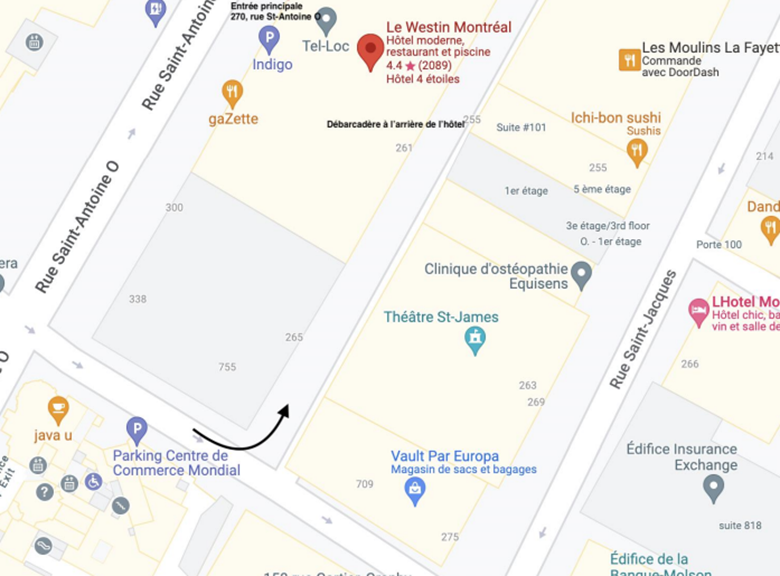 Entrée principale
270, rue St-Antoine O
Rue Saint-Antoine
Tel-Loc
Indigo
gaZette
Le Westin Montréal
Hôtel moderne,
restaurant et piscine
4.4 ★ (2089)
Hôtel 4 étoiles
Les Moulins La Fayet
Commande
avec DoorDash
Débarcadère à l'arrière de l'hôtel
255
Suite #101
Ichi-bon sushi
Sushis
261
255
214
1er étage
5 ème étage
Rue Saint-Antoine O
300
Dand
3e étage/3rd floor
O. - 1er étage
Porte 100
era
Clinique d'ostéopathie
Equisens
338
Théâtre St-James
LHotel Mo
Hôtel chic, ba
vin et salle de
Rue Saint-Jacques
265
266
755
O
263
269
java u
Parking Centre de
Commerce Mondial
Vault Par Europa
Magasin de sacs et bagages
Édifice Insurance
Exchange
709
Exit
suite 818
275
Édifice de la
Banque-Molson